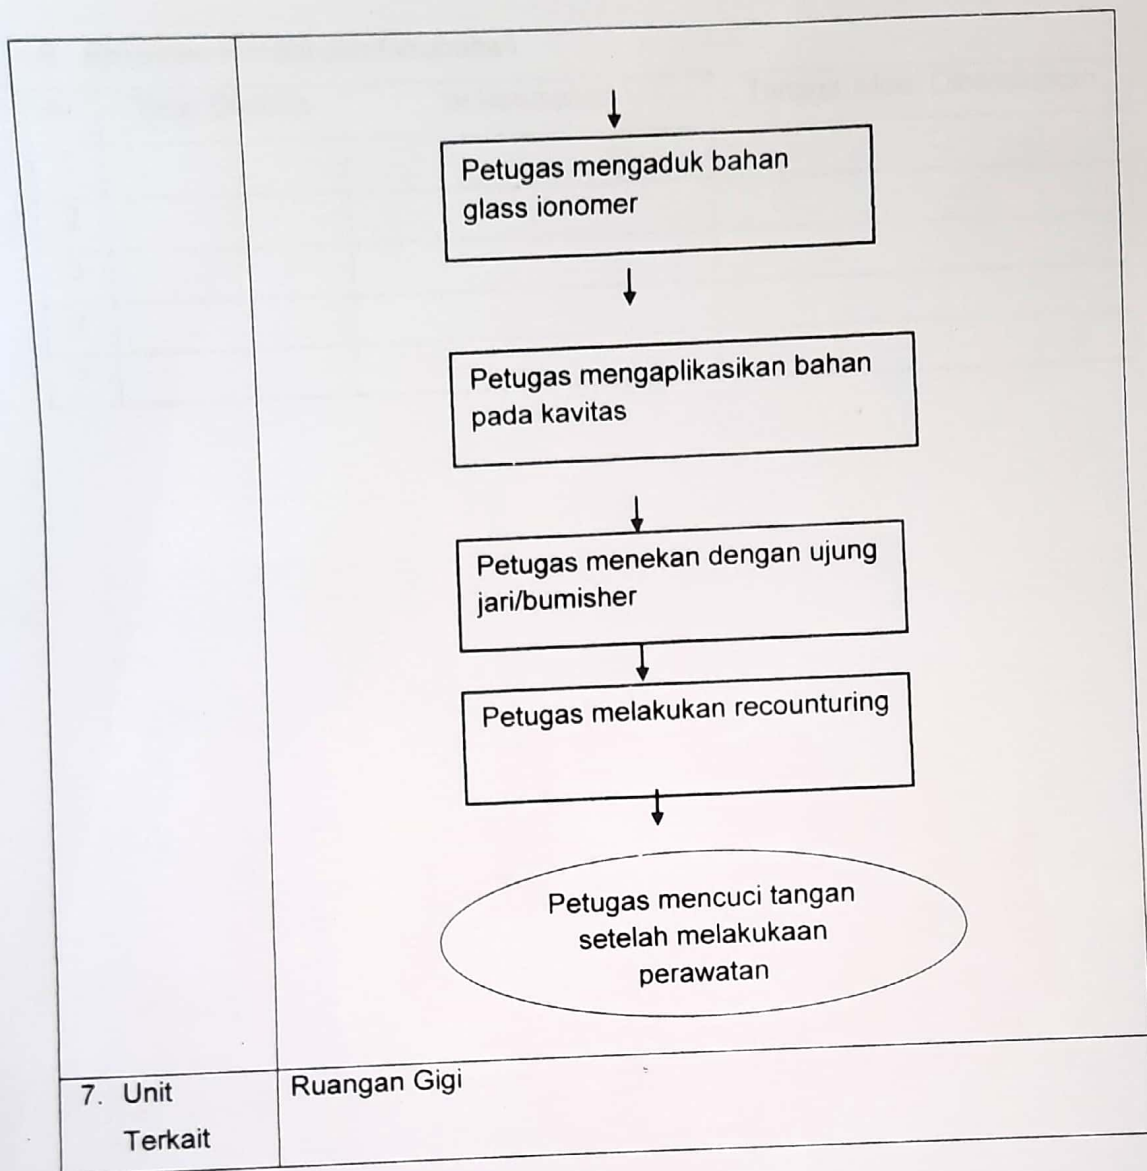 Petugas mengaduk bahan
glass ionomer
Petugas mengaplikasikan bahan
pada kavitas
Petugas menekan dengan ujung
jari/bumisher
Petugas melakukan recounturing
Petugas mencuci tangan
setelah melakukaan
perawatan
7. Unit
Terkait
Ruangan Gigi